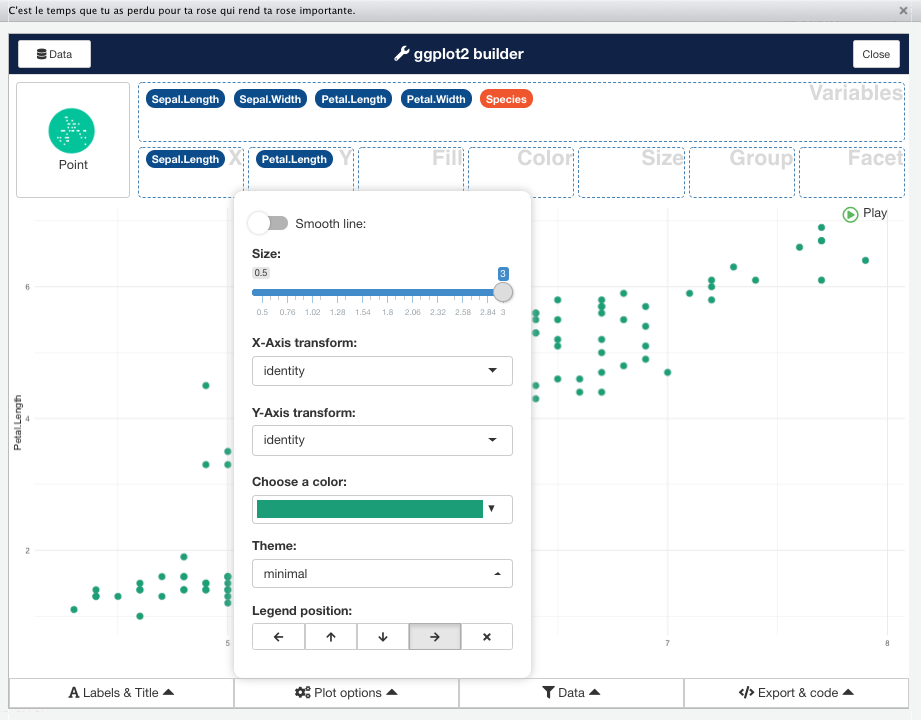 C'est le temps que tu as perdu pour ta rose qui rend ta rose importante.
Data
ggplot2 builder
Close
Point
Sepal.Length Sepal.Width Petal.Length Petal.Width Species
Variables
Sepal.Length X Petal.Length Y Fill Color Size Group Facet
Play
Smooth line:
Size:
0.5 3
0.5 0.76 1.02 1.28 1.54 1.8 2.06 2.32 2.58 2.84 3
X-Axis transform:
identity
Y-Axis transform:
identity
Choose a color:
Theme:
minimal
Legend position:
Petal.Length
6
4
2
5 7 8
Labels & Title
Plot options
Data
Export & code